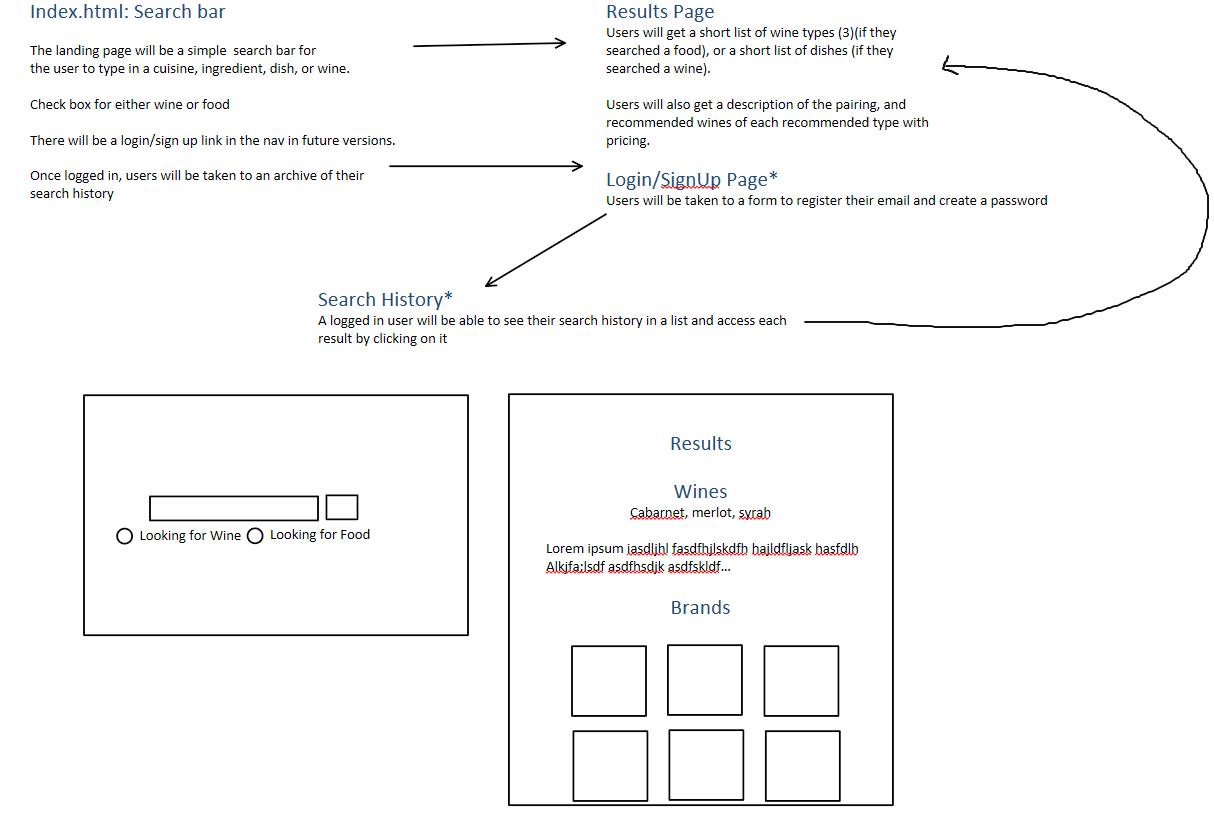 Index.html: Search bar
The landing page will be a simple search bar for
the user to type in a cuisine, ingredient, dish, or wine.
Check box for either wine or food
There will be a login/sign up link in the nav in future versions.
Once logged in, users will be taken to an archive of their
search history
Results Page
Users will get a short list of wine types (3)(if they
searched a food), or a short list of dishes (if they
searched a wine).
Users will also get a description of the pairing, and
recommended wines of each recommended type with
pricing.
Login/SignUp Page*
Users will be taken to a form to register their email and create a password
Search History*
A logged in user will be able to see their search history in a list and access each
result by clicking on it
Looking for Wine
Looking for Food
Results
Wines
Cabarnet, merlot, syrah
Lorem ipsum iasdljhl fasdfhjlskdfh hajldfljask hasfdlh
Alkjfa;lsdf asdfhsdjk asdfskldf...
Brands